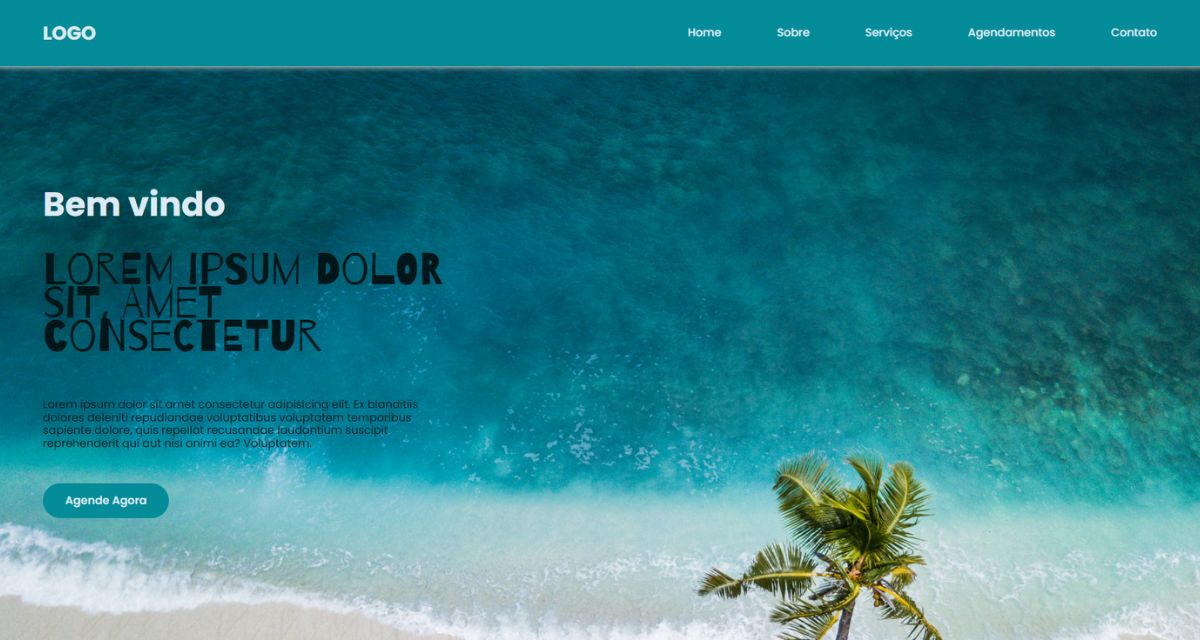 LOGO
Home Sobre Serviços Agendamentos Contato
Bem vindo
LOREM IPSUM DOLOR
SIT, AMET
CONSECTETUR
Lorem ipsum dolor sit amet consectetur adipisicing elit. Ex blanditiis
dolores deleniti repudiandae voluptatibus voluptatem temporibus
sapiente dolore, quis repellat recusandae laudantium suscipit
reprehenderit qui aut nisi animi ea? Voluptatem.
Agende Agora